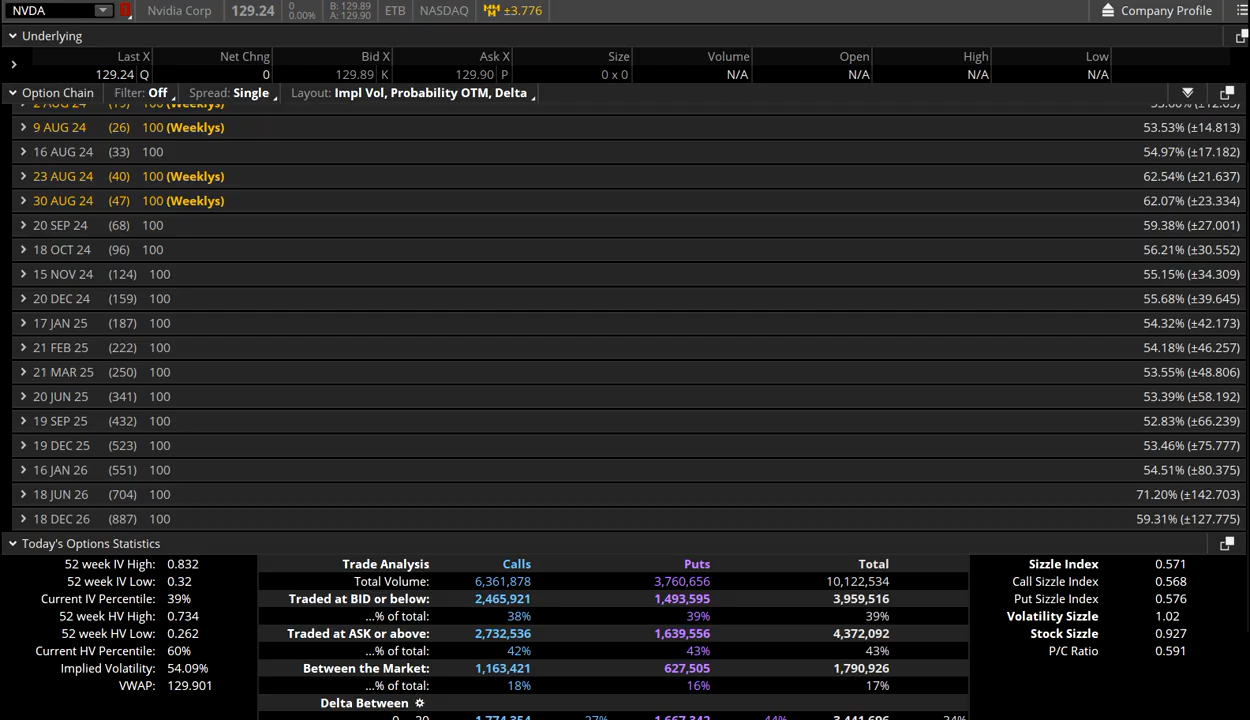 NVDA Nvidia Corp 129.24 0 0.00% B: 129.89 A: 129.90 ETB NASDAQ ±3.776 Company Profile
Underlying
Last X Net Chng Bid X Ask X Size Volume Open High Low
129.24 Q 0 129.89 K 129.90 P 0 x 0 N/A N/A N/A N/A
Option Chain Filter: Off Spread: Single Layout: Impl Vol, Probability OTM, Delta
2 AUG 24 (19) 100 (Weeklys)
9 AUG 24 (26) 100 (Weeklys) 53.53% (±14.813)
16 AUG 24 (33) 100 54.97% (±17.182)
23 AUG 24 (40) 100 (Weeklys) 62.54% (±21.637)
30 AUG 24 (47) 100 (Weeklys) 62.07% (±23.334)
20 SEP 24 (68) 100 59.38% (±27.001)
18 OCT 24 (96) 100 56.21% (±30.552)
15 NOV 24 (124) 100 55.15% (±34.309)
20 DEC 24 (159) 100 55.68% (±39.645)
17 JAN 25 (187) 100 54.32% (±42.173)
21 FEB 25 (222) 100 54.18% (±46.257)
21 MAR 25 (250) 100 53.55% (±48.806)
20 JUN 25 (341) 100 53.39% (±58.192)
19 SEP 25 (432) 100 52.83% (±66.239)
19 DEC 25 (523) 100 53.46% (±75.777)
16 JAN 26 (551) 100 54.51% (±80.375)
18 JUN 26 (704) 100 71.20% (±142.703)
18 DEC 26 (887) 100 59.31% (±127.775)
Today's Options Statistics
52 week IV High: 0.832 Trade Analysis Calls Puts Total Sizzle Index 0.571
52 week IV Low: 0.32 Total Volume: 6,361,878 3,760,656 10,122,534 Call Sizzle Index 0.568
Current IV Percentile: 39% Traded at BID or below: 2,465,921 1,493,595 3,959,516 Put Sizzle Index 0.576
52 week HV High: 0.734 ...% of total: 38% 39% 39% Volatility Sizzle 1.02
52 week HV Low: 0.262 Traded at ASK or above: 2,732,536 1,639,556 4,372,092 Stock Sizzle 0.927
Current HV Percentile: 60% ...% of total: 42% 43% 43% P/C Ratio 0.591
Implied Volatility: 54.09% Between the Market: 1,163,421 627,505 1,790,926
VWAP: 129.901 ...% of total: 18% 16% 17%
Delta Between